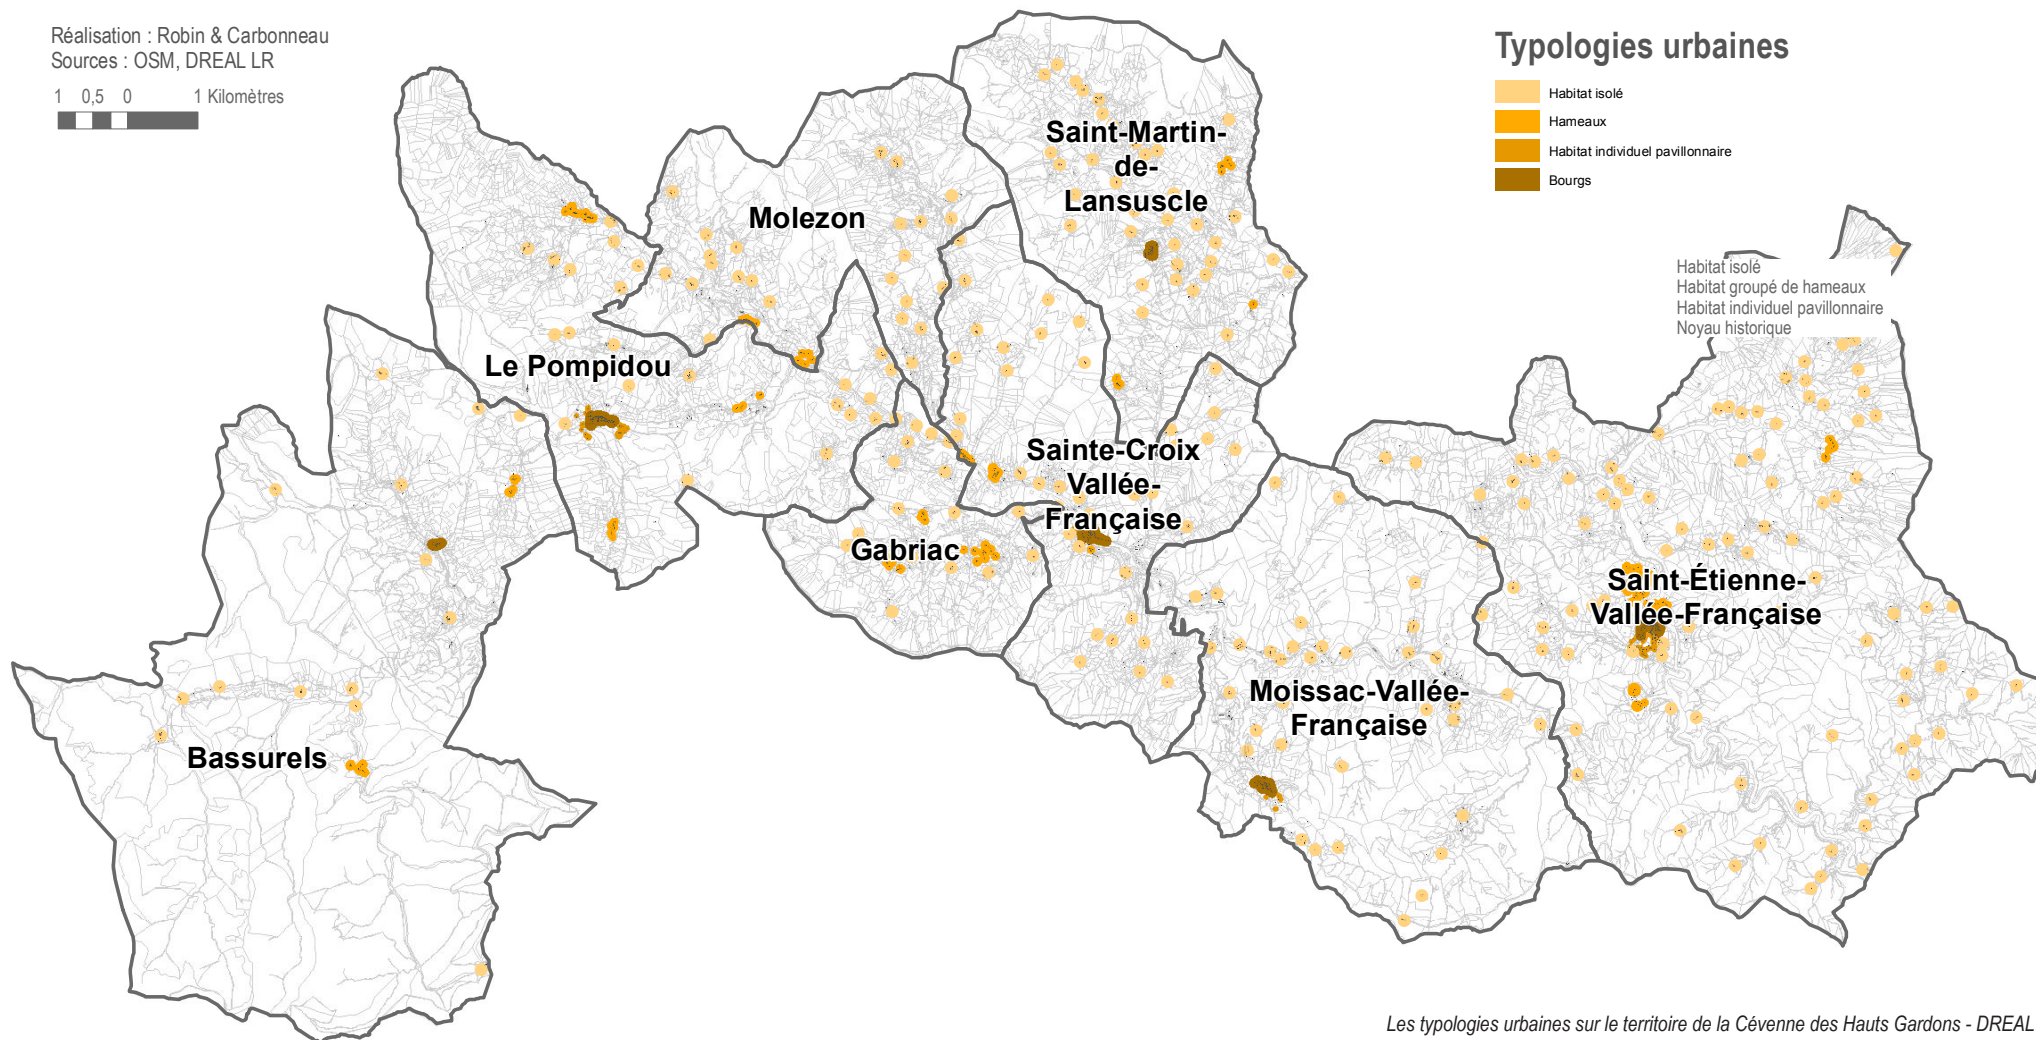 Réalisation : Robin & Carbonneau
Sources : OSM, DREAL LR
1 0,5 0 1 Kilomètres
Typologies urbaines
Habitat isolé
Hameaux
Habitat individuel pavillonnaire
Bourgs
Saint-Martin-
de-
Lansuscle
Molezon
Habitat isolé
Habitat groupé de hameaux
Habitat individuel pavillonnaire
Noyau historique
Le Pompidou
Sainte-Croix
Vallée-
Française
Gabriac
Saint-Étienne-
Vallée-Française
Moissac-Vallée-
Française
Bassurels
Les typologies urbaines sur le territoire de la Cévenne des Hauts Gardons - DREAL